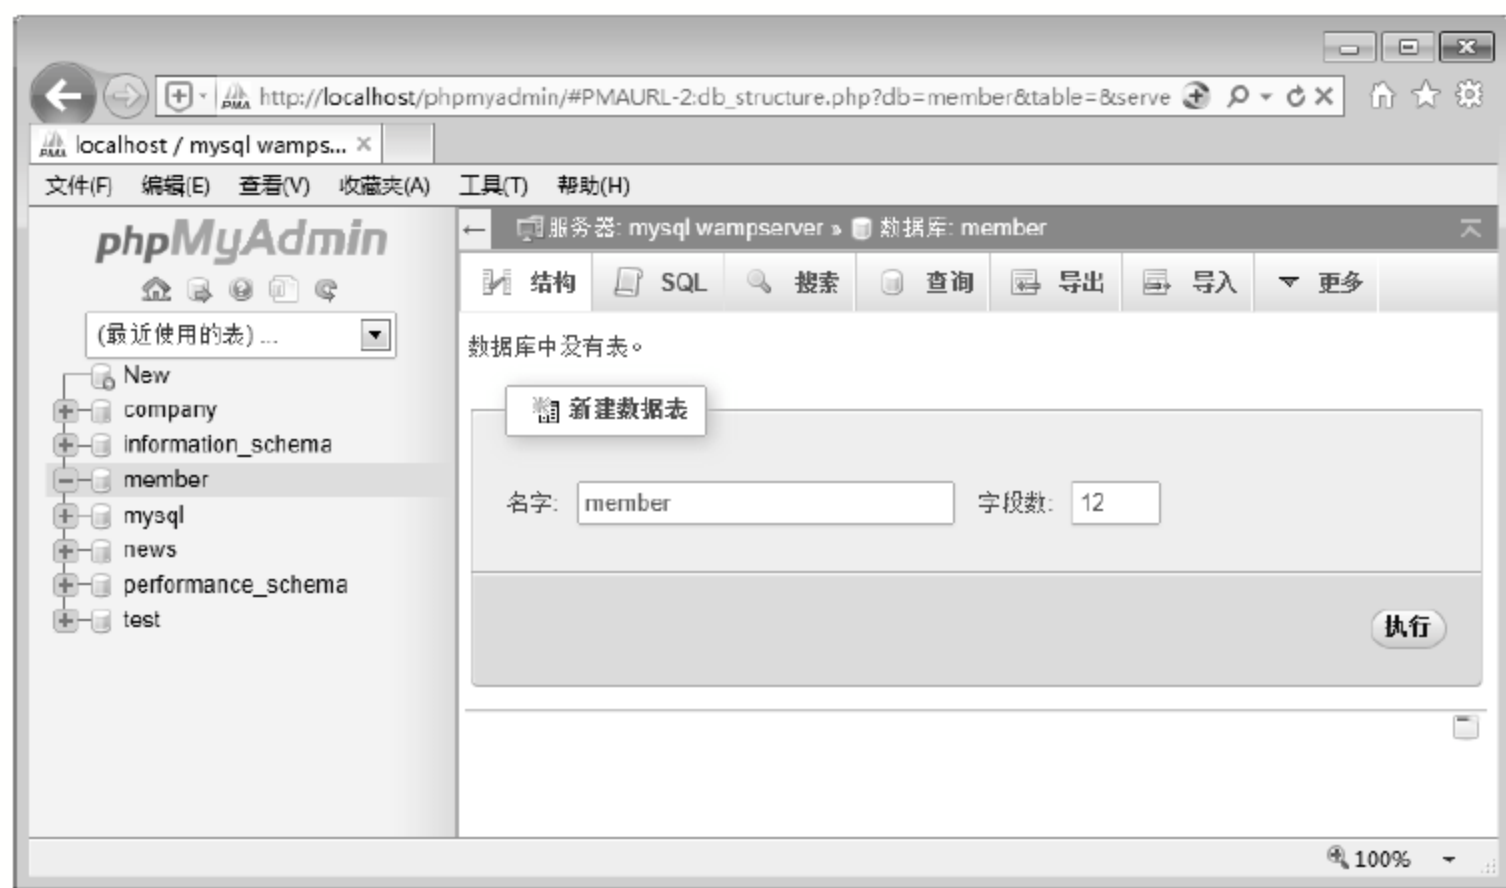 http://localhost/phpmyadmin/#PMAURL-2:db_structure.php?db=member&table=&serve
localhost / mysql wamps...
文件(F) 编辑(E) 查看(V) 收藏夹(A) 工具(T) 帮助(H)
phpMyAdmin
(最近使用的表) ...
New
company
information_schema
member
mysql
news
performance_schema
test
服务器: mysql wampserver » 数据库: member
结构 SQL 搜索 查询 导出 导入 更多
数据库中没有表。
新建数据表
名字: member 字段数: 12
执行
100%